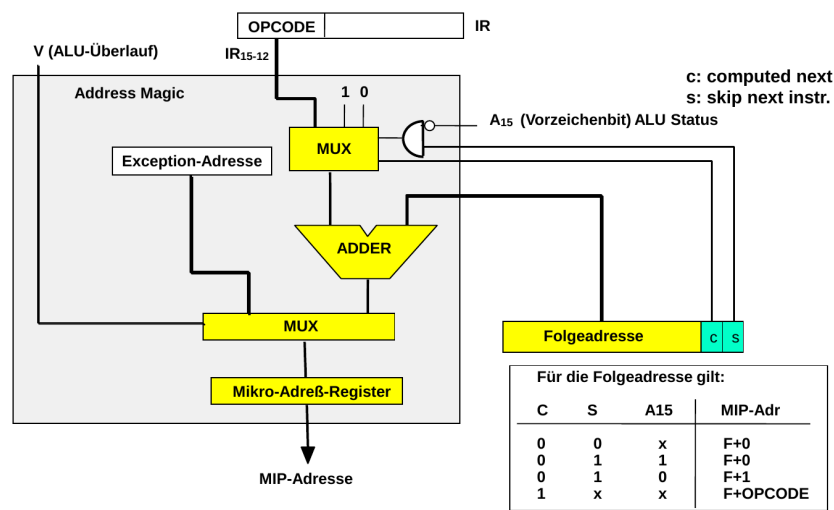 OPCODE
IR
V (ALU-Überlauf)
IR15-12
c: computed next
s: skip next instr.
Address Magic
1 0
A15 (Vorzeichenbit) ALU Status
MUX
Exception-Adresse
ADDER
MUX
Folgeadresse c s
Mikro-Adreß-Register
Für die Folgeadresse gilt:
C S A15 MIP-Adr
0 0 x F+0
0 1 1 F+0
0 1 0 F+1
1 x x F+OPCODE
MIP-Adresse